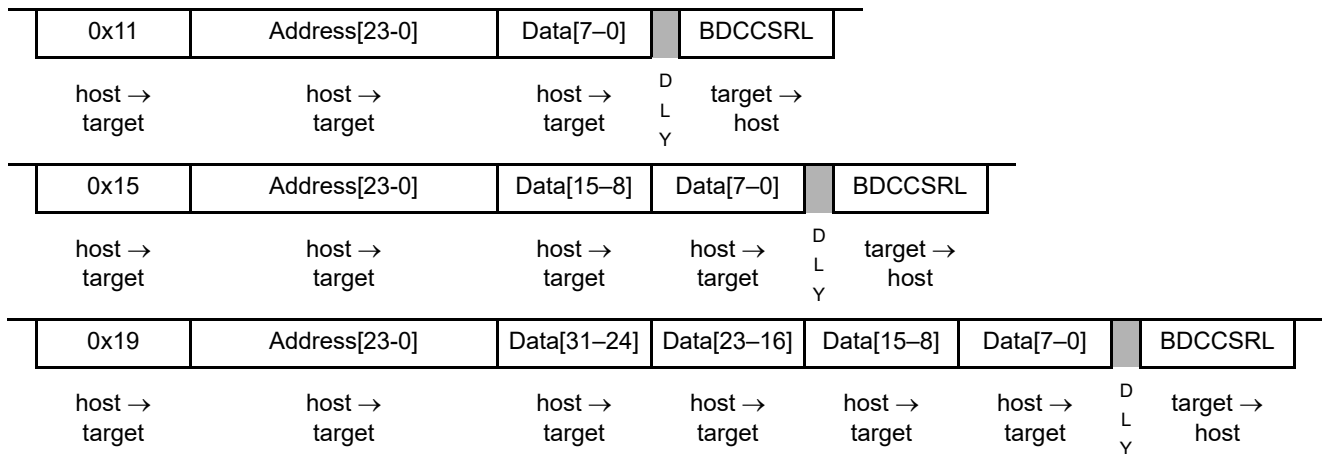 0x11 Address[23-0] Data[7–0] BDCCSRL
host → host → host → D target →
target target target L host
Y
0x15 Address[23-0] Data[15–8] Data[7–0] BDCCSRL
host → host → host → host → D target →
target target target target L host
Y
0x19 Address[23-0] Data[31–24] Data[23–16] Data[15–8] Data[7–0] BDCCSRL
host → host → host → host → host → host → D target →
target target target target target target L host
Y